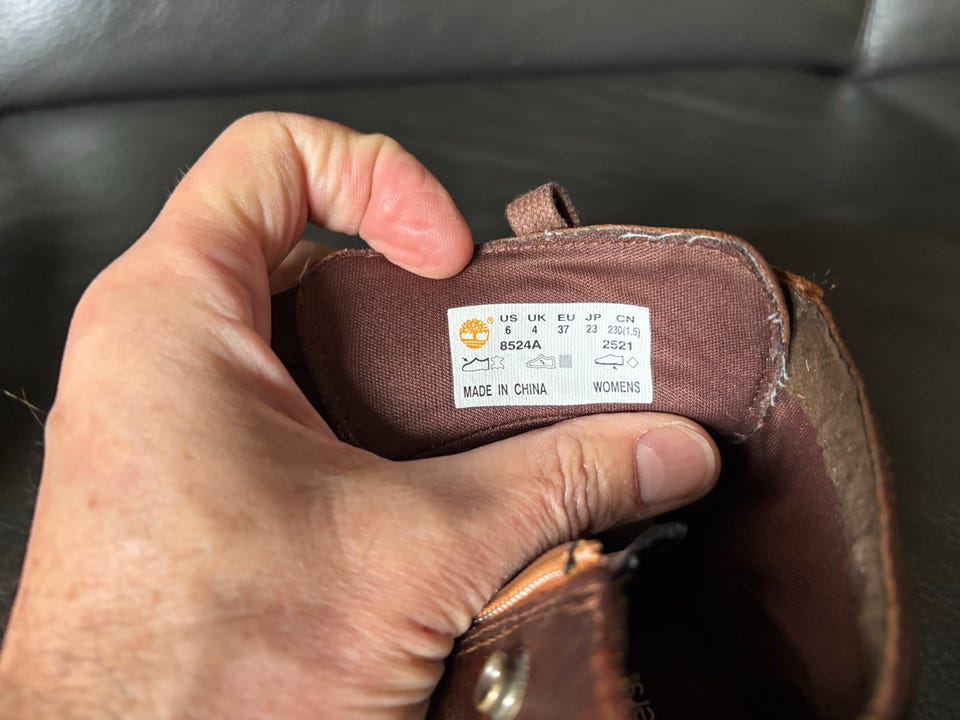 US UK EU JP CN
6 4 37 23 230(1.5)
8524A 2521
MADE IN CHINA WOMENS